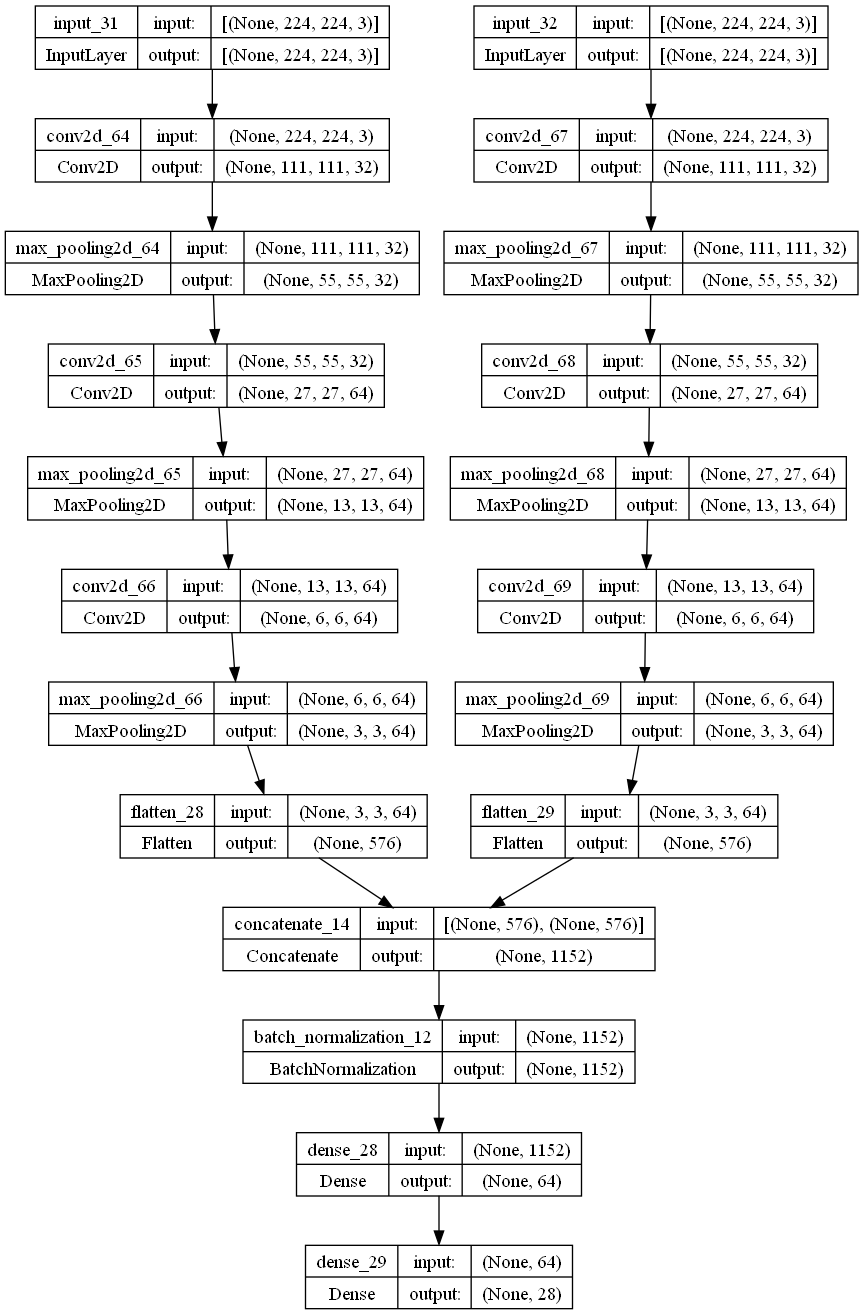 input_31 input: [(None, 224, 224, 3)]
InputLayer output: [(None, 224, 224, 3)]
input_32 input: [(None, 224, 224, 3)]
InputLayer output: [(None, 224, 224, 3)]
conv2d_64 input: (None, 224, 224, 3)
Conv2D output: (None, 111, 111, 32)
conv2d_67 input: (None, 224, 224, 3)
Conv2D output: (None, 111, 111, 32)
max_pooling2d_64 input: (None, 111, 111, 32)
MaxPooling2D output: (None, 55, 55, 32)
max_pooling2d_67 input: (None, 111, 111, 32)
MaxPooling2D output: (None, 55, 55, 32)
conv2d_65 input: (None, 55, 55, 32)
Conv2D output: (None, 27, 27, 64)
conv2d_68 input: (None, 55, 55, 32)
Conv2D output: (None, 27, 27, 64)
max_pooling2d_65 input: (None, 27, 27, 64)
MaxPooling2D output: (None, 13, 13, 64)
max_pooling2d_68 input: (None, 27, 27, 64)
MaxPooling2D output: (None, 13, 13, 64)
conv2d_66 input: (None, 13, 13, 64)
Conv2D output: (None, 6, 6, 64)
conv2d_69 input: (None, 13, 13, 64)
Conv2D output: (None, 6, 6, 64)
max_pooling2d_66 input: (None, 6, 6, 64)
MaxPooling2D output: (None, 3, 3, 64)
max_pooling2d_69 input: (None, 6, 6, 64)
MaxPooling2D output: (None, 3, 3, 64)
flatten_28 input: (None, 3, 3, 64)
Flatten output: (None, 576)
flatten_29 input: (None, 3, 3, 64)
Flatten output: (None, 576)
concatenate_14 input: [(None, 576), (None, 576)]
Concatenate output: (None, 1152)
batch_normalization_12 input: (None, 1152)
BatchNormalization output: (None, 1152)
dense_28 input: (None, 1152)
Dense output: (None, 64)
dense_29 input: (None, 64)
Dense output: (None, 28)